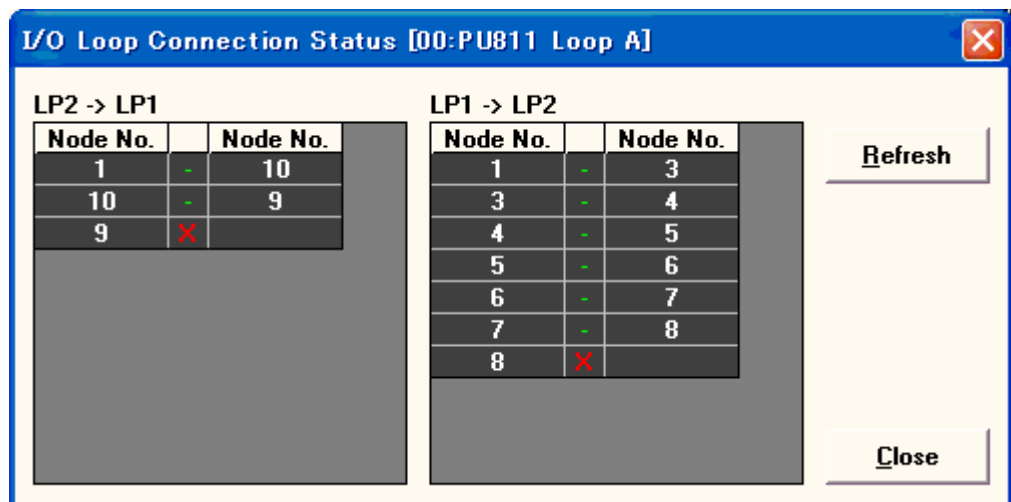 I/O Loop Connection Status [00:PU811 Loop A]
LP2 -> LP1
Node No. Node No.
1 - 10
10 - 9
9 X
LP1 -> LP2
Node No. Node No.
1 - 3
3 - 4
4 - 5
5 - 6
6 - 7
7 - 8
8 X
Refresh
Close